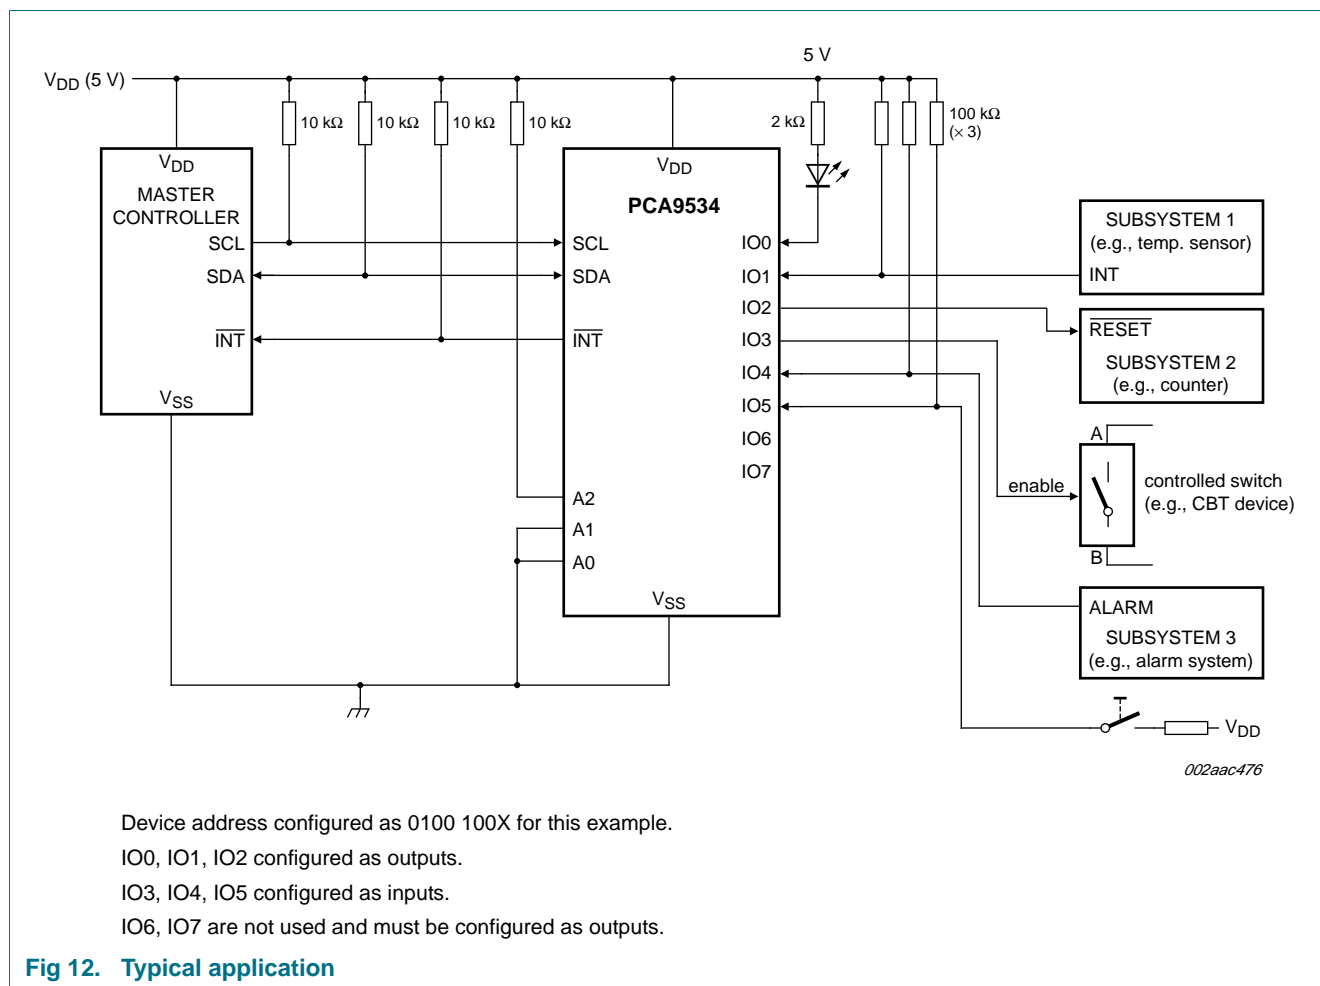 5 V
VDD (5 V)
10 kΩ
10 kΩ
10 kΩ
10 kΩ
2 kΩ
100 kΩ
(× 3)
VDD
MASTER
CONTROLLER
SCL
SDA
INT
VSS
VDD
PCA9534
SCL
SDA
INT
A2
A1
A0
VSS
IO0
IO1
IO2
IO3
IO4
IO5
IO6
IO7
SUBSYSTEM 1
(e.g., temp. sensor)
INT
RESET
SUBSYSTEM 2
(e.g., counter)
A
enable
B
controlled switch
(e.g., CBT device)
ALARM
SUBSYSTEM 3
(e.g., alarm system)
VDD
002aac476
Device address configured as 0100 100X for this example.
IO0, IO1, IO2 configured as outputs.
IO3, IO4, IO5 configured as inputs.
IO6, IO7 are not used and must be configured as outputs.
Fig 12. Typical application